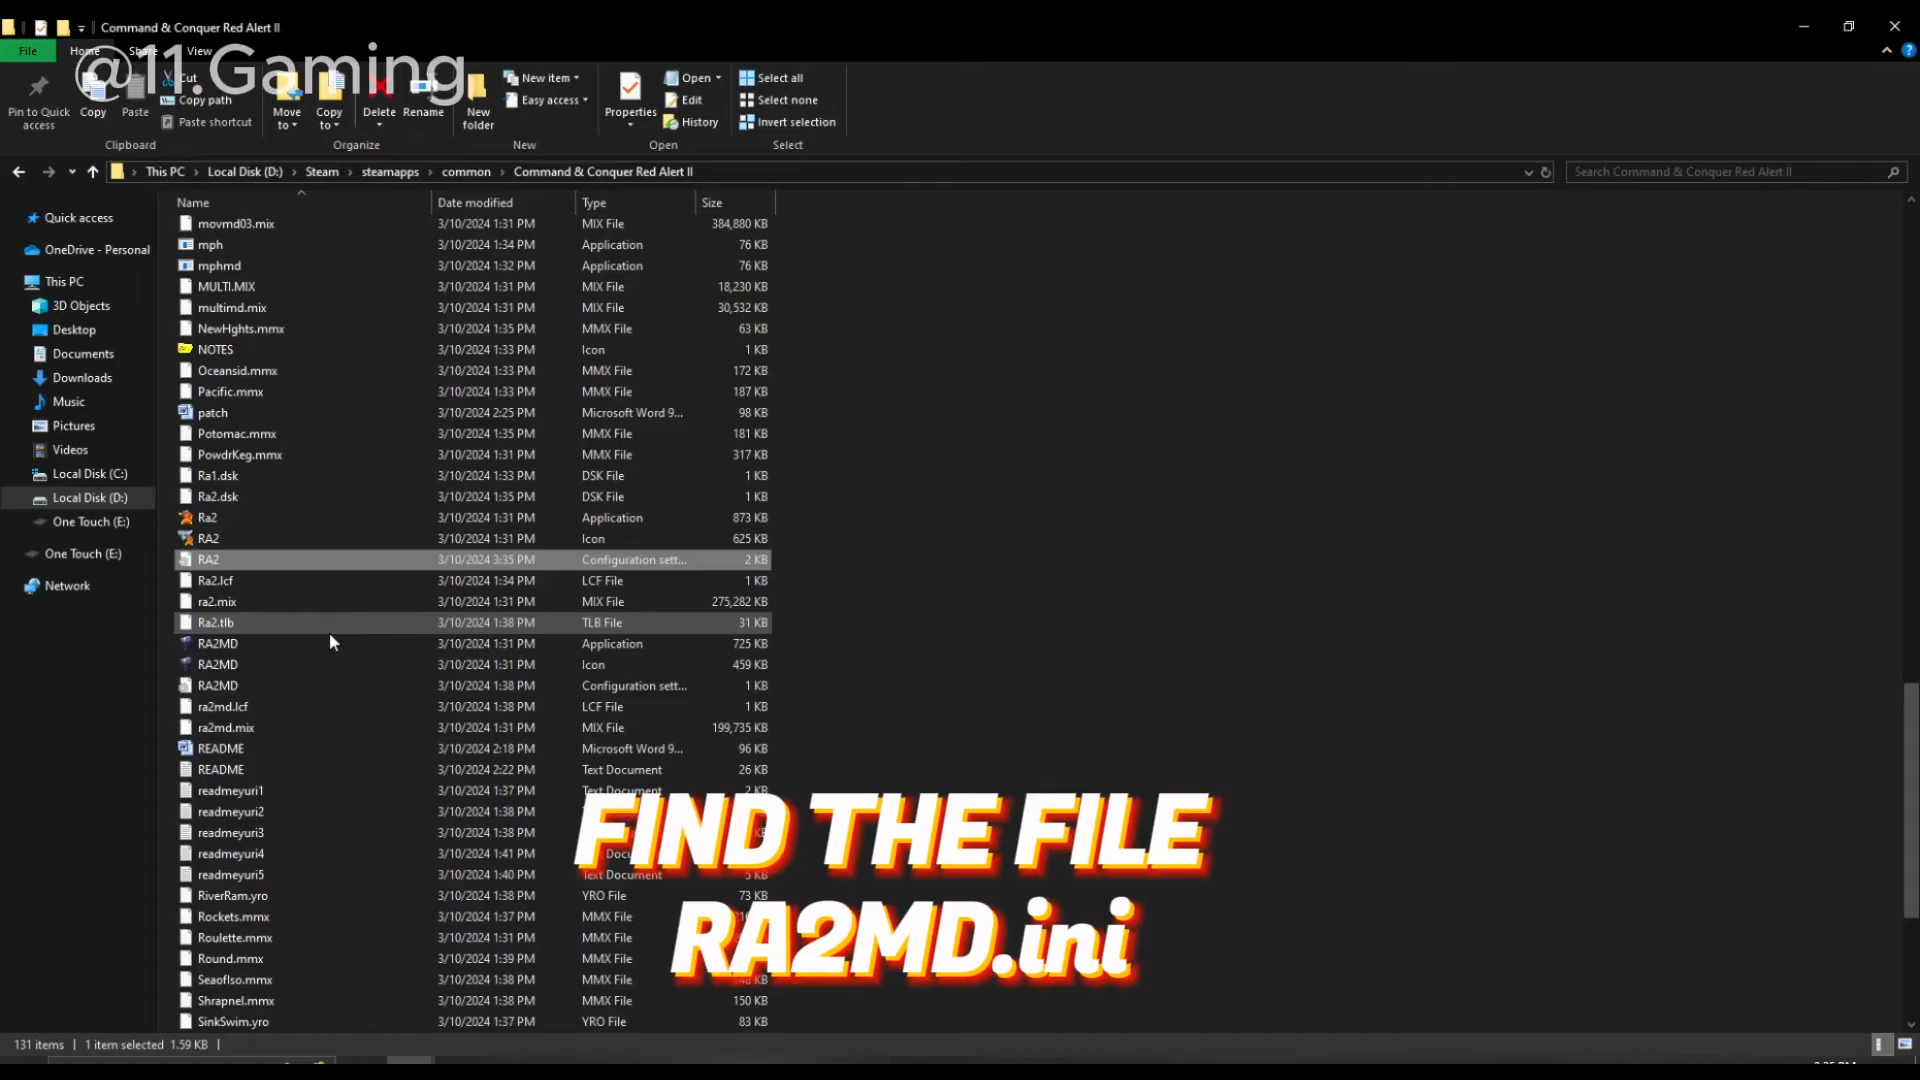 Command & Conquer Red Alert II
File Home Share View
@11.Gaming
Pin to Quick access
Copy
Paste
Cut
Copy path
Paste shortcut
Clipboard
Move to
Copy to
Delete
Rename
Organize
New folder
New item
Easy access
New
Properties
Open
Edit
History
Open
Select all
Select none
Invert selection
Select
This PC Local Disk (D:) Steam steamapps common Command & Conquer Red Alert II
Search Command & Conquer Red Alert II
Quick access
OneDrive - Personal
This PC
3D Objects
Desktop
Documents
Downloads
Music
Pictures
Videos
Local Disk (C:)
Local Disk (D:)
One Touch (E:)
One Touch (E:)
Network
Name Date modified Type Size
movmd03.mix 3/10/2024 1:31 PM MIX File 384,880 KB
mph 3/10/2024 1:34 PM Application 76 KB
mphmd 3/10/2024 1:32 PM Application 76 KB
MULTI.MIX 3/10/2024 1:31 PM MIX File 18,230 KB
multimd.mix 3/10/2024 1:31 PM MIX File 30,532 KB
NewHghts.mmx 3/10/2024 1:35 PM MMX File 63 KB
NOTES 3/10/2024 1:33 PM Icon 1 KB
Oceansid.mmx 3/10/2024 1:33 PM MMX File 172 KB
Pacific.mmx 3/10/2024 1:33 PM MMX File 187 KB
patch 3/10/2024 2:25 PM Microsoft Word 9... 98 KB
Potomac.mmx 3/10/2024 1:35 PM MMX File 181 KB
PowdrKeg.mmx 3/10/2024 1:35 PM MMX File 317 KB
Ra1.dsk 3/10/2024 1:33 PM DSK File 1 KB
Ra2.dsk 3/10/2024 1:35 PM DSK File 1 KB
Ra2 3/10/2024 1:31 PM Application 873 KB
RA2 3/10/2024 1:31 PM Icon 625 KB
RA2 3/10/2024 3:35 PM Configuration sett... 2 KB
Ra2.lcf 3/10/2024 1:34 PM LCF File 1 KB
ra2.mix 3/10/2024 1:31 PM MIX File 275,282 KB
Ra2.tlb 3/10/2024 1:38 PM TLB File 31 KB
RA2MD 3/10/2024 1:31 PM Application 725 KB
RA2MD 3/10/2024 1:31 PM Icon 459 KB
RA2MD 3/10/2024 1:38 PM Configuration sett... 1 KB
ra2md.lcf 3/10/2024 1:38 PM LCF File 1 KB
ra2md.mix 3/10/2024 1:31 PM MIX File 199,735 KB
README 3/10/2024 2:18 PM Microsoft Word 9... 96 KB
README 3/10/2024 2:22 PM Text Document 26 KB
readmeyuri1 3/10/2024 1:37 PM Text Document 2 KB
readmeyuri2 3/10/2024 1:38 PM
readmeyuri3 3/10/2024 1:38 PM
readmeyuri4 3/10/2024 1:41 PM
readmeyuri5 3/10/2024 1:40 PM Text Document 5 KB
RiverRam.yro 3/10/2024 1:38 PM YRO File 73 KB
Rockets.mmx 3/10/2024 1:37 PM MMX File
Roulette.mmx 3/10/2024 1:31 PM MMX File
Round.mmx 3/10/2024 1:39 PM MMX File
SeaofIso.mmx 3/10/2024 1:38 PM MMX File
Shrapnel.mmx 3/10/2024 1:38 PM MMX File 150 KB
SinkSwim.yro 3/10/2024 1:37 PM YRO File 83 KB
FIND THE FILE
RA2MD.ini
131 items 1 item selected 1.59 KB